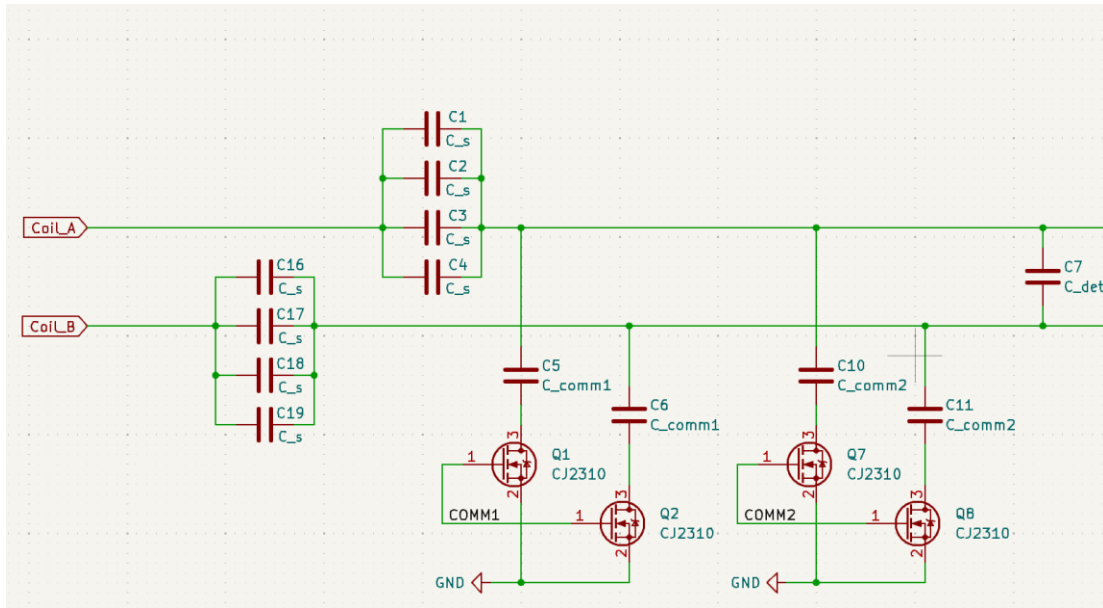 C1
C_s
C2
C_s
Coil_A
C3
C_s
C4
C_s
C7
C_det
C16
C_s
Coil_B
C17
C_s
C18
C_s
C19
C_s
C5
C_comm1
C6
C_comm1
C10
C_comm2
C11
C_comm2
3
1
2
Q1
CJ2310
COMM1
3
1
2
Q2
CJ2310
GND
3
1
2
Q7
CJ2310
COMM2
3
1
2
Q8
CJ2310
GND